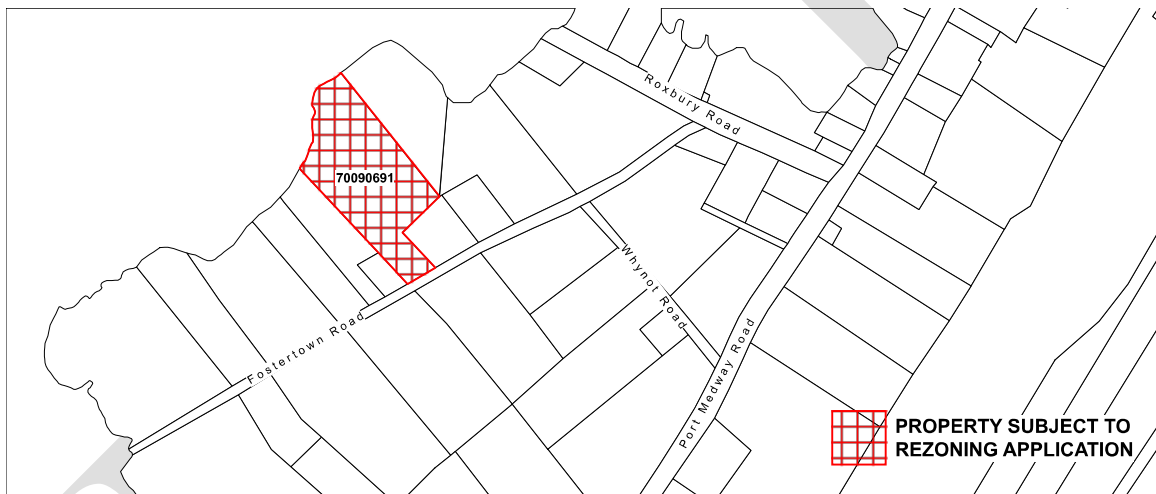 Roxbury Road
70090691
Whynot Road
Fostertown Road
Port Medway Road
PROPERTY SUBJECT TO
REZONING APPLICATION